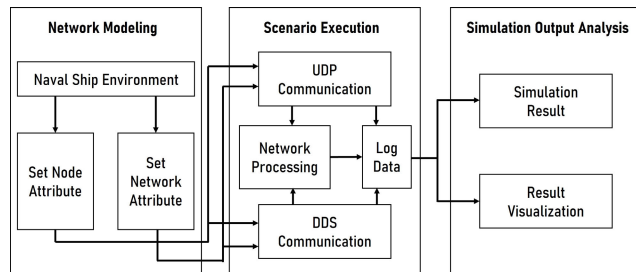 Network Modeling
Naval Ship Environment
Set Node
Attribute
Set
Network
Attribute
Scenario Execution
UDP
Communication
Network
Processing
Log
Data
DDS
Communication
Simulation Output Analysis
Simulation
Result
Result
Visualization